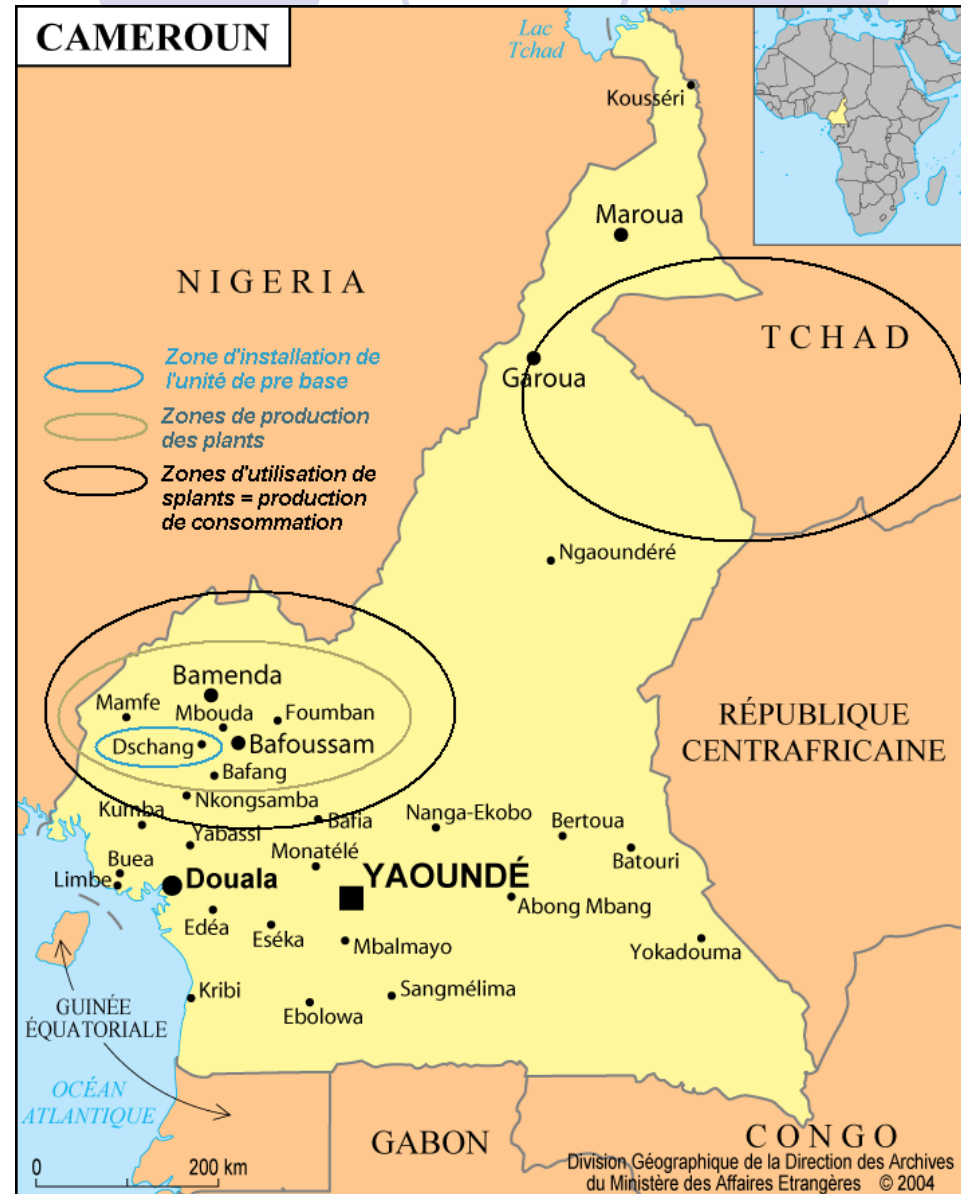 CAMEROUN
Lac
Tchad
Kousséri
Maroua
NIGERIA
TCHAD
Zone d'installation de
l'unité de pre base
Garoua
Zones de production
des plants
Zones d'utilisation de
splants = production
de consommation
Ngaoundéré
Bamenda
Mamfe
Mbouda
Foumban
Dschang
Bafoussam
Bafang
RÉPUBLIQUE
CENTRAFRICAINE
Nkongsamba
Kumba
Bafia
Nanga-Ekobo
Bertoua
Yabassi
Monatélé
Batouri
Buea
Limbe
Douala
YAOUNDÉ
Abong Mbang
Edéa
Eséka
Mbalmayo
Yokadouma
Kribi
Sangmélima
Ebolowa
GUINÉE
ÉQUATORIALE
OCÉAN
ATLANTIQUE
GABON
CONGO
0 200 km
Division Géographique de la Direction des Archives
du Ministère des Affaires Etrangères © 2004